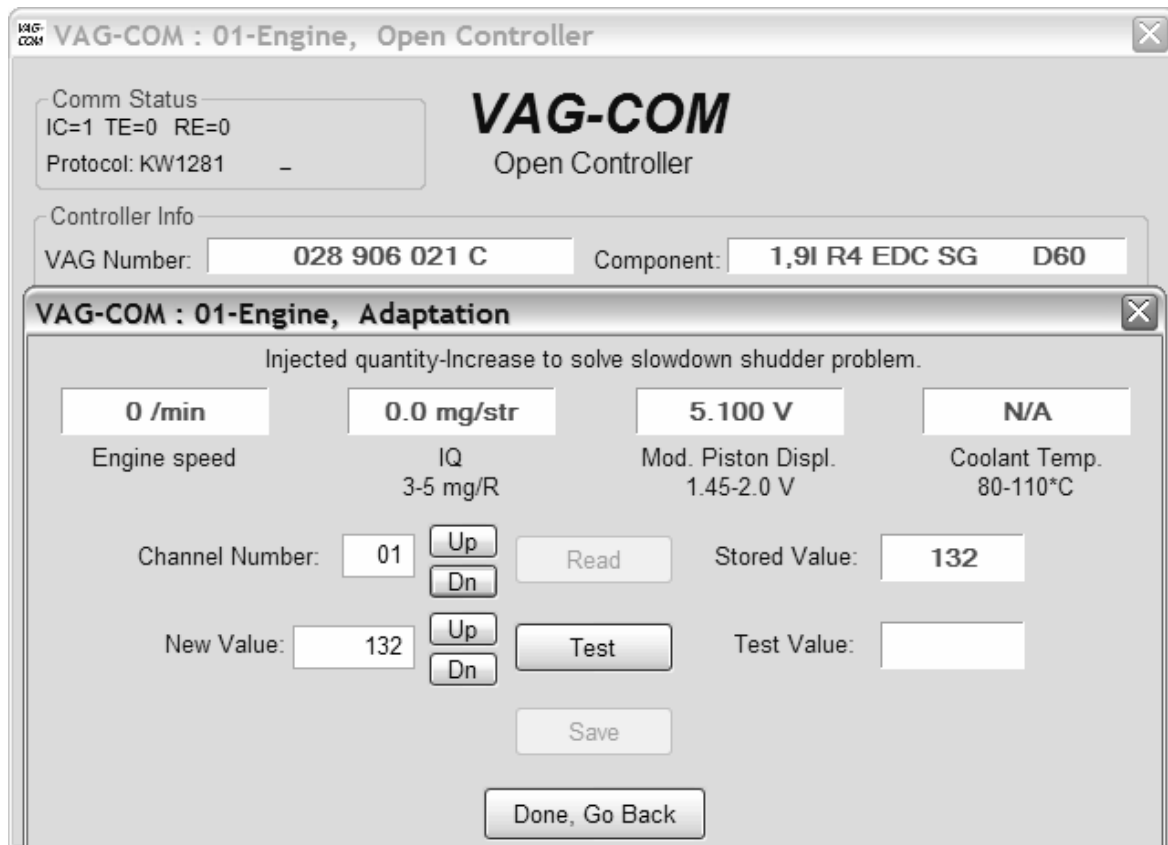 VAG-COM VAG-COM : 01-Engine, Open Controller
Comm Status
IC=1 TE=0 RE=0
Protocol: KW1281 –
VAG-COM
Open Controller
Controller Info
VAG Number: 028 906 021 C Component: 1,9l R4 EDC SG D60
VAG-COM : 01-Engine, Adaptation
Injected quantity-Increase to solve slowdown shudder problem.
0 /min 0.0 mg/str 5.100 V N/A
Engine speed IQ Mod. Piston Displ. Coolant Temp.
3-5 mg/R 1.45-2.0 V 80-110*C
Channel Number: 01 Up Dn Read Stored Value: 132
New Value: 132 Up Dn Test Test Value:
Save
Done, Go Back